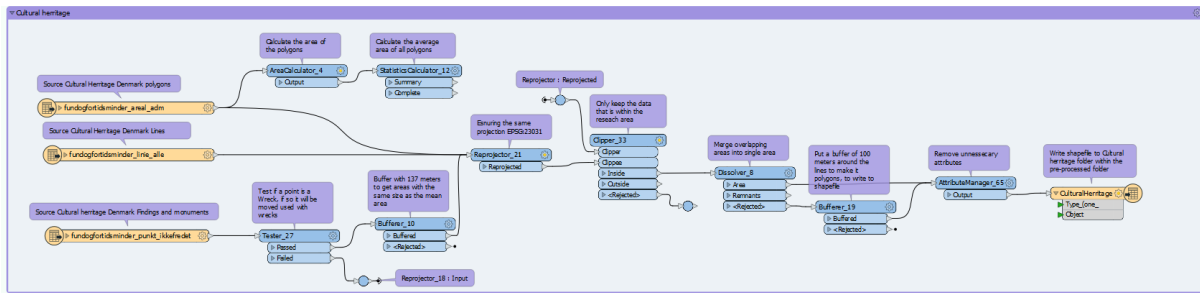 Cultural herritage
Calculate the area of
the polygons
Calculate the average
area of all polygons
Source Cultural Herritage Denmark polygons
AreaCalculator_4
Output
StatisticsCalculator_12
Summary
Complete
fundogfortidsminder_areal_adm
Source Cultural Herritage Denmark Lines
fundogfortidsminder_linie_alle
Source Cultural heritage Denmark Findings and monuments
fundogfortidsminder_punkt_ikkefredet
Test if a point is a
Wreck, if so it will be
moved used with
wrecks
Tester_27
Passed
Failed
Buffer with 137 meters to
get areas with the
same size as the mean
area
Bufferer_10
Buffered
<Rejected>
Reprojector_18 : Input
Esnuring the same
projection EPSG:23031
Reprojector_21
Reprojected
Reprojector : Reprojected
Only keep the data
that is within the
reseach area
Clipper_33
Clipper
Clippee
Inside
Outside
<Rejected>
Merge overlapping
areas into single area
Dissolver_8
Area
Remnants
<Rejected>
Put a buffer of 100
meters around the
lines to make it
polygons, to write to
shapefile
Bufferer_19
Buffered
<Rejected>
Remove unnessecary
attributes
AttributeManager_65
Output
Write shapefile to Cultural
heritage folder within the
pre-processed folder
CulturalHerritage
Type_(one_
Object